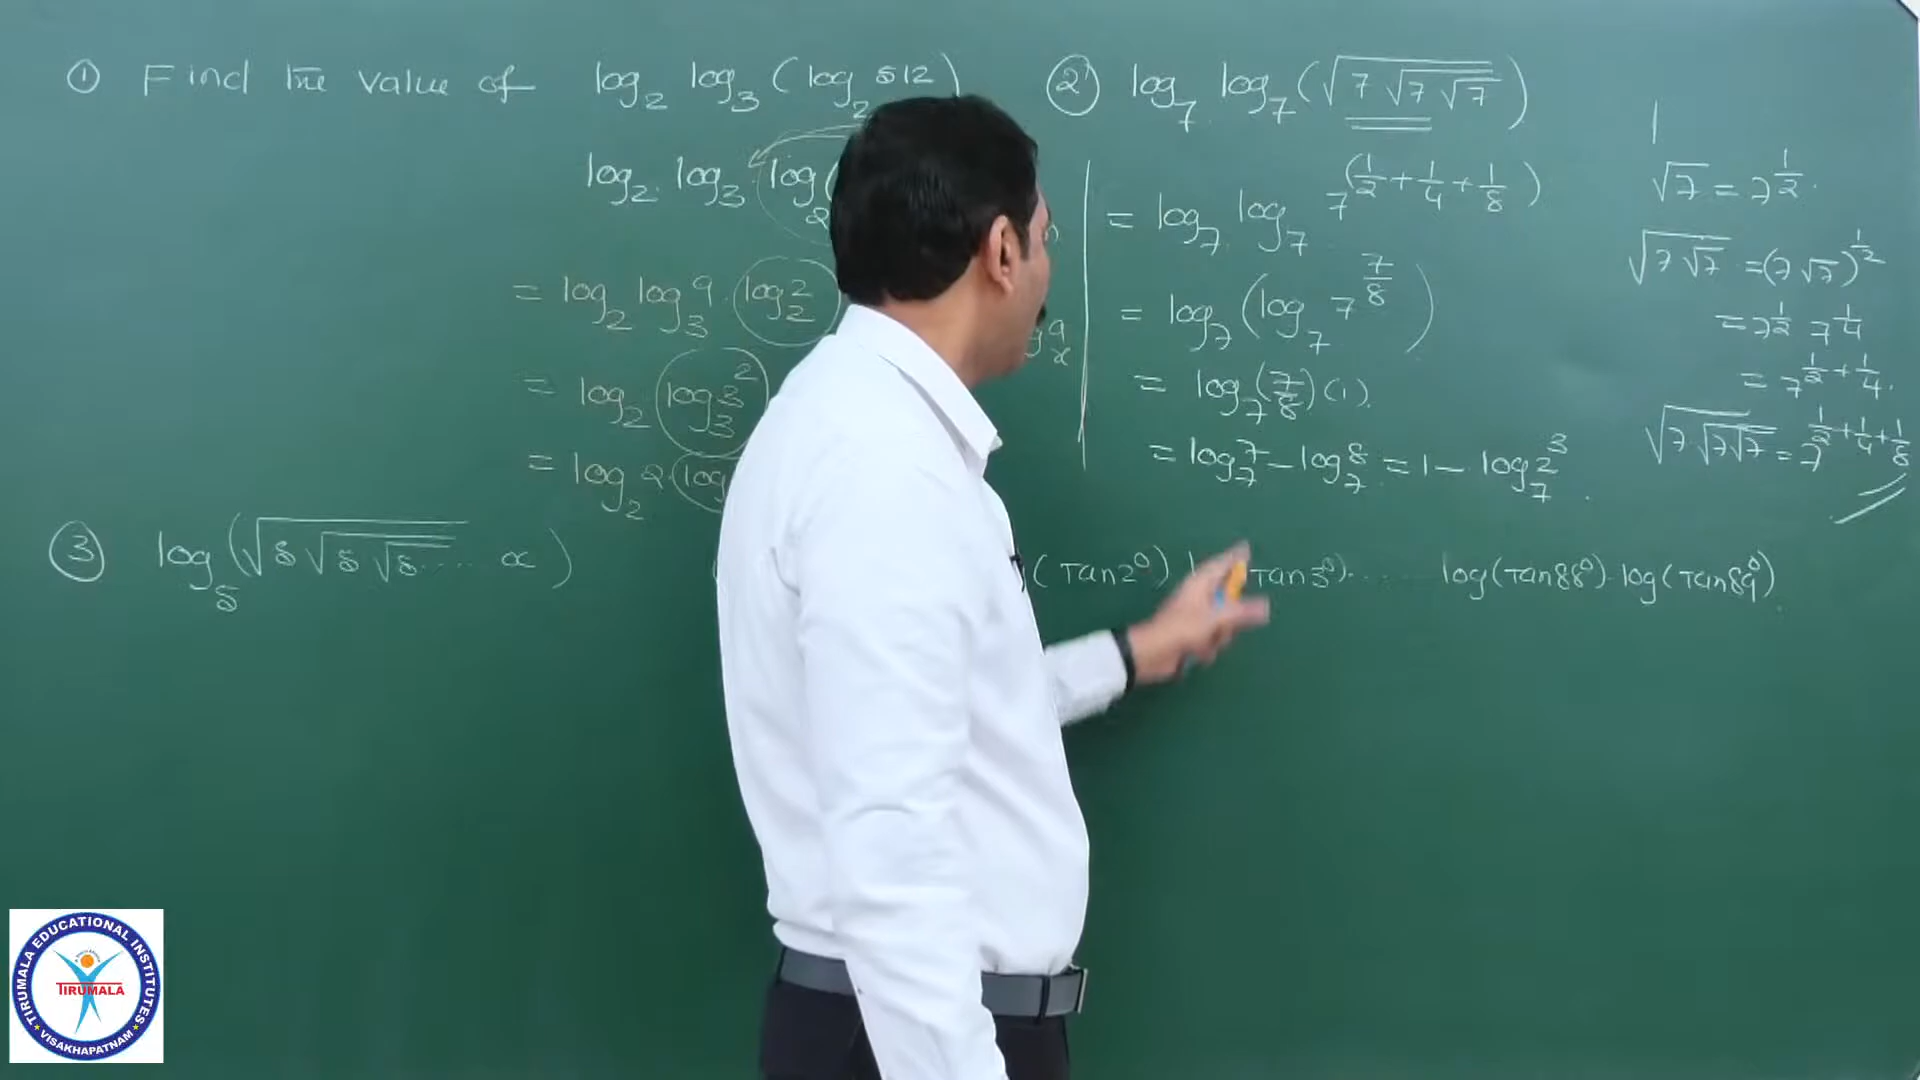 ① Find the value of log₂ log₃ (log₂ 512)
log₂ . log₃ . log₂(
= log₂ log₃ 9 . log₂ 2
= log₂ log₃ 3²
= log₂ 2 . log
② log₇ log₇ (√(7√(7√7)))
= log₇ . log₇ 7^(1/2 + 1/4 + 1/8)
= log₇ (log₇ 7^(7/8))
= log₇ (7/8) (1).
= log₇ 7 – log₇ 8 = 1 – log₇ 2³ .
√7 = 7^(1/2) .
√(7√7) = (7√7)^(1/2)
= 7^(1/2) 7^(1/4)
= 7^(1/2 + 1/4) .
√(7√(7√7)) = 7^(1/2 + 1/4 + 1/8)
③ log₅ (√(5√(5√5.... ∝)
(Tan2°) Tan3°) ..... log(Tan88°) . log(Tan89°) .
TIRUMALA EDUCATIONAL INSTITUTES
TIRUMALA
VISAKHAPATNAM